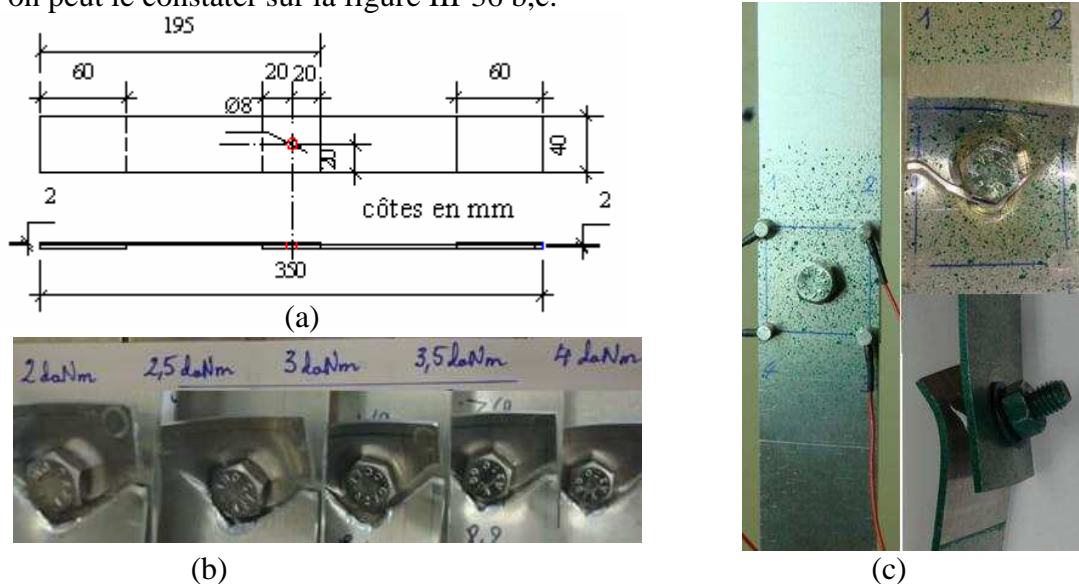 on peut le constater sur la figure III 36 b,c.
195
60
20
20
60
Ø8
20
40
2
côtes en mm
2
350
(a)
2 daNm
2,5 daNm
3 daNm
3,5 daNm
4 daNm
8.8
(b)
1
2
1
2
4
(c)